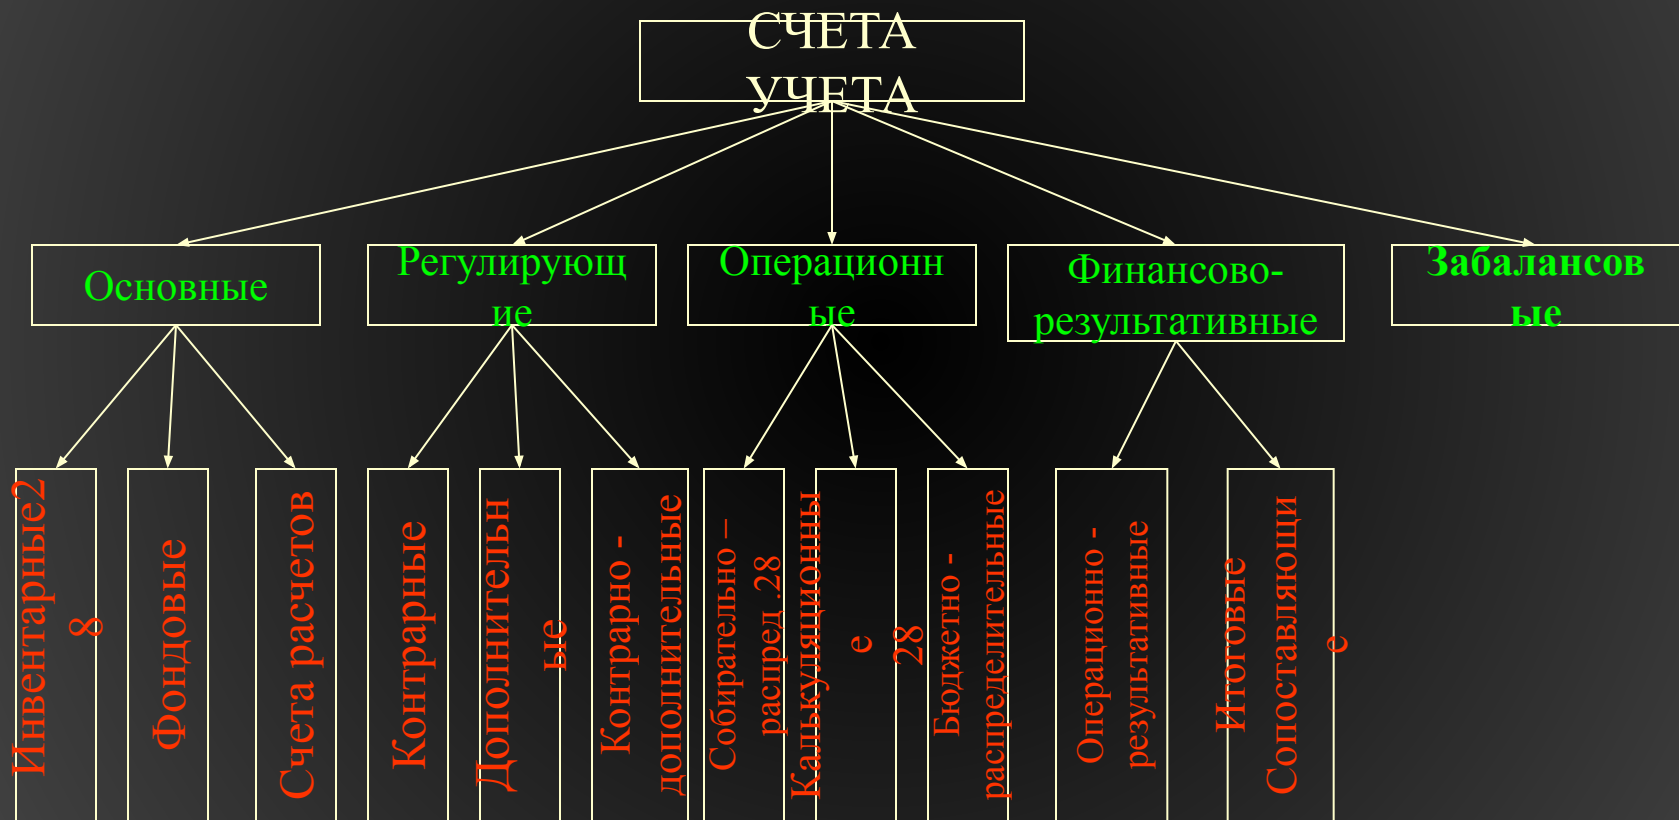 СЧЕТА
УЧЕТА
Основные
Регулирующ
ие
Операционн
ые
Финансово-
результативные
Забалансов
ые
Инвентарные2
8
Фондовые
Счета расчетов
Контрарные
Дополнительн
ые
Контрарно -
дополнительные
Собирательно –
распред .28
Калькуляционны
е
28
Бюджетно -
распределительные
Операционно -
результативные
Итоговые
Сопоставляющи
е